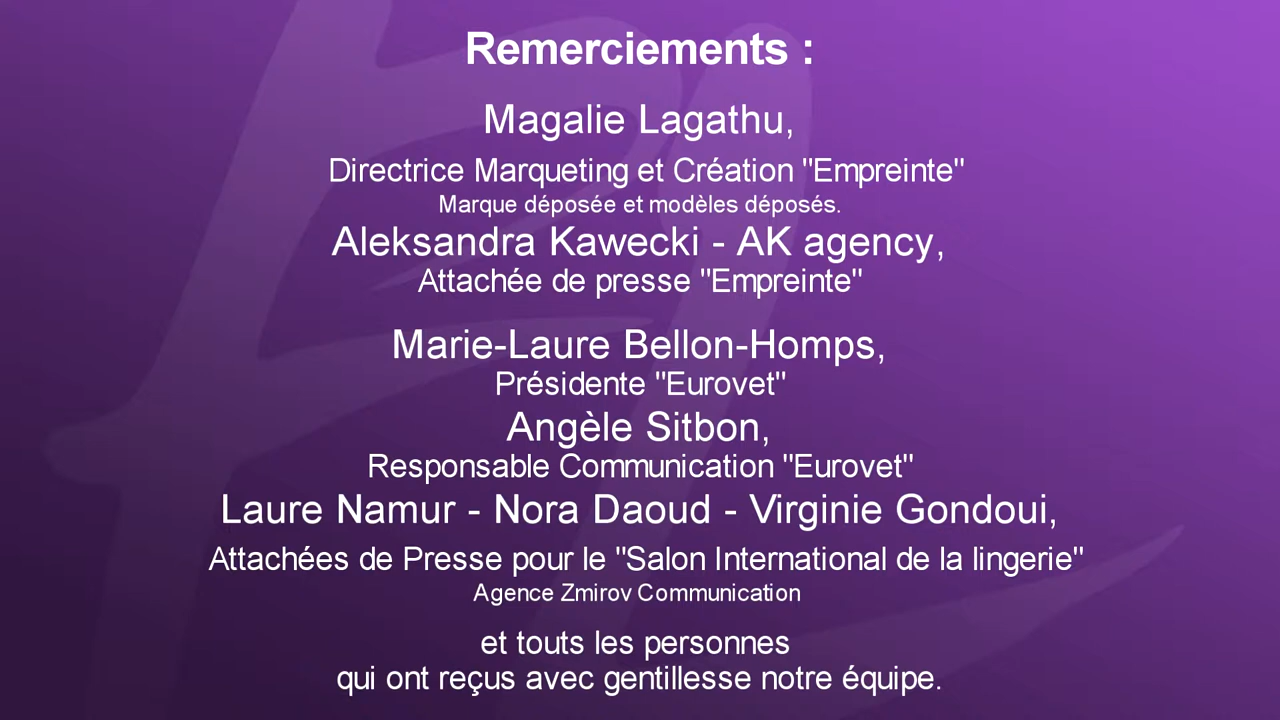 Remerciements :
Magalie Lagathu,
Directrice Marqueting et Création "Empreinte"
Marque déposée et modèles déposés.
Aleksandra Kawecki - AK agency,
Attachée de presse "Empreinte"
Marie-Laure Bellon-Homps,
Présidente "Eurovet"
Angèle Sitbon,
Responsable Communication "Eurovet"
Laure Namur - Nora Daoud - Virginie Gondoui,
Attachées de Presse pour le "Salon International de la lingerie"
Agence Zmirov Communication
et touts les personnes
qui ont reçus avec gentillesse notre équipe.